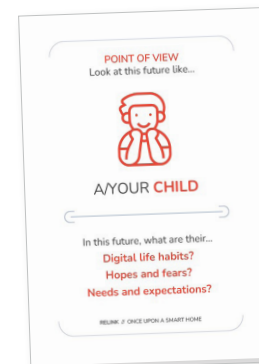 POINT OF VIEW
Look at this future like...
A/YOUR CHILD
In this future, what are their...
Digital life habits?
Hopes and fears?
Needs and expectations?
RELINK // ONCE UPON A SMART HOME